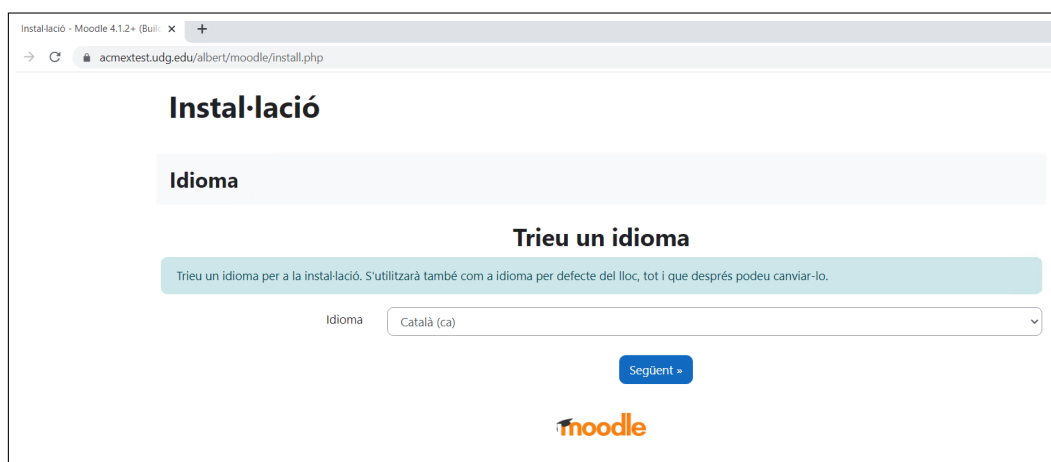 Instal·lació - Moodle 4.1.2+ (Buil
acmextest.udg.edu/albert/moodle/install.php
Instal·lació
Idioma
Trieu un idioma
Trieu un idioma per a la instal·lació. S'utilitzarà també com a idioma per defecte del lloc, tot i que després podeu canviar-lo.
Idioma Català (ca)
Següent »
moodle